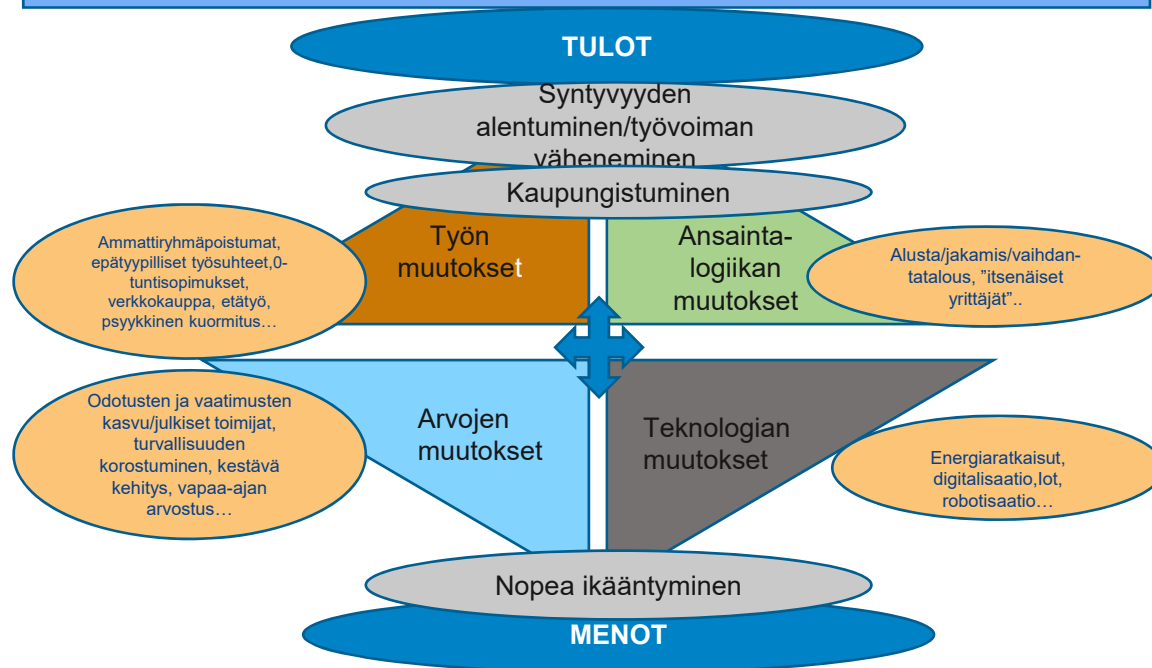 TULOT
Syntyvyyden
alentuminen/työvoiman
väheneminen
Kaupungistuminen
Ammattiryhmäpoistumat,
epätyypilliset työsuhteet,0-
tuntisopimukset,
verkkokauppa, etätyö,
psyykkinen kuormitus…
Työn
muutokset
Ansainta-
logiikan
muutokset
Alusta/jakamis/vaihdan-
tatalous, ”itsenäiset
yrittäjät”..
Odotusten ja vaatimusten
kasvu/julkiset toimijat,
turvallisuuden
korostuminen, kestävä
kehitys, vapaa-ajan
arvostus…
Arvojen
muutokset
Teknologian
muutokset
Energiaratkaisut,
digitalisaatio,Iot,
robotisaatio…
Nopea ikääntyminen
MENOT